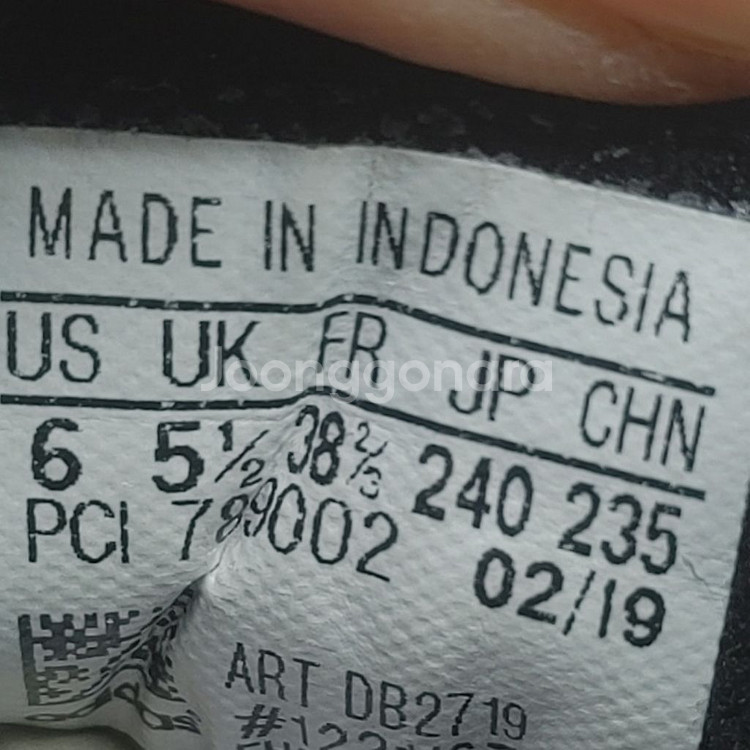 MADE IN INDONESIA
US UK FR JP CHN
6 5½ 38⅔ 240 235
PCI 789002
02/19
ART DB2719
Joonggonara